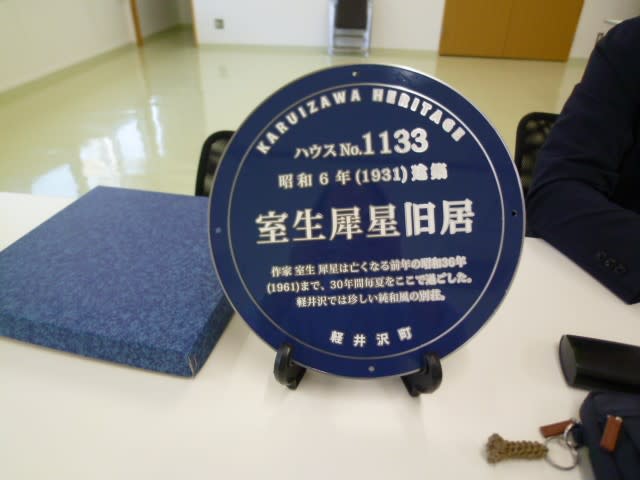 KARUIZAWA HERITAGE
ハウス No.1133
昭和6年(1931)建築
室生犀星旧居
作家 室生 犀星は亡くなる前年の昭和36年
(1961)まで、30年間毎夏をここで過ごした。
軽井沢では珍しい純和風の別荘。
軽井沢町